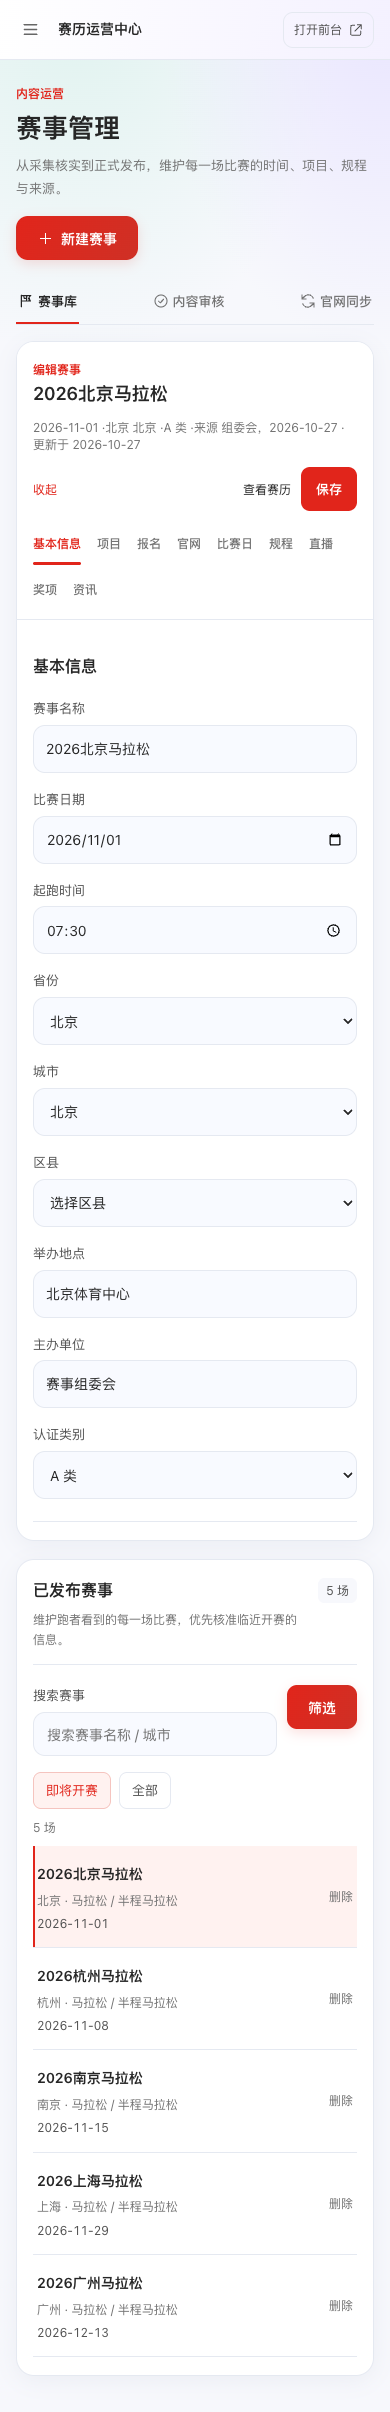 赛历运营中心
打开前台
内容运营
赛事管理
从采集核实到正式发布，维护每一场比赛的时间、项目、规程
与来源。
新建赛事
赛事库
内容审核
官网同步
编辑赛事
2026北京马拉松
2026-11-01 ·北京 北京 ·A 类 ·来源 组委会，2026-10-27 ·
更新于 2026-10-27
收起
查看赛历
保存
基本信息 项目 报名 官网 比赛日 规程 直播
奖项 资讯
基本信息
赛事名称
2026北京马拉松
比赛日期
2026/11/01
起跑时间
07:30
省份
北京
城市
北京
区县
选择区县
举办地点
北京体育中心
主办单位
赛事组委会
认证类别
A 类
已发布赛事
5 场
维护跑者看到的每一场比赛，优先核准临近开赛的
信息。
搜索赛事
搜索赛事名称 / 城市
筛选
即将开赛
全部
5 场
2026北京马拉松
北京 · 马拉松 / 半程马拉松
2026-11-01
删除
2026杭州马拉松
杭州 · 马拉松 / 半程马拉松
2026-11-08
删除
2026南京马拉松
南京 · 马拉松 / 半程马拉松
2026-11-15
删除
2026上海马拉松
上海 · 马拉松 / 半程马拉松
2026-11-29
删除
2026广州马拉松
广州 · 马拉松 / 半程马拉松
2026-12-13
删除